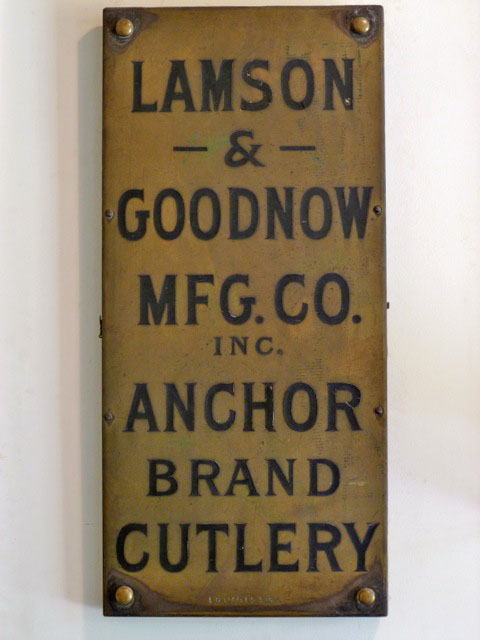 LAMSON
— & —
GOODNOW
MFG. CO.
INC.
ANCHOR
BRAND
CUTLERY